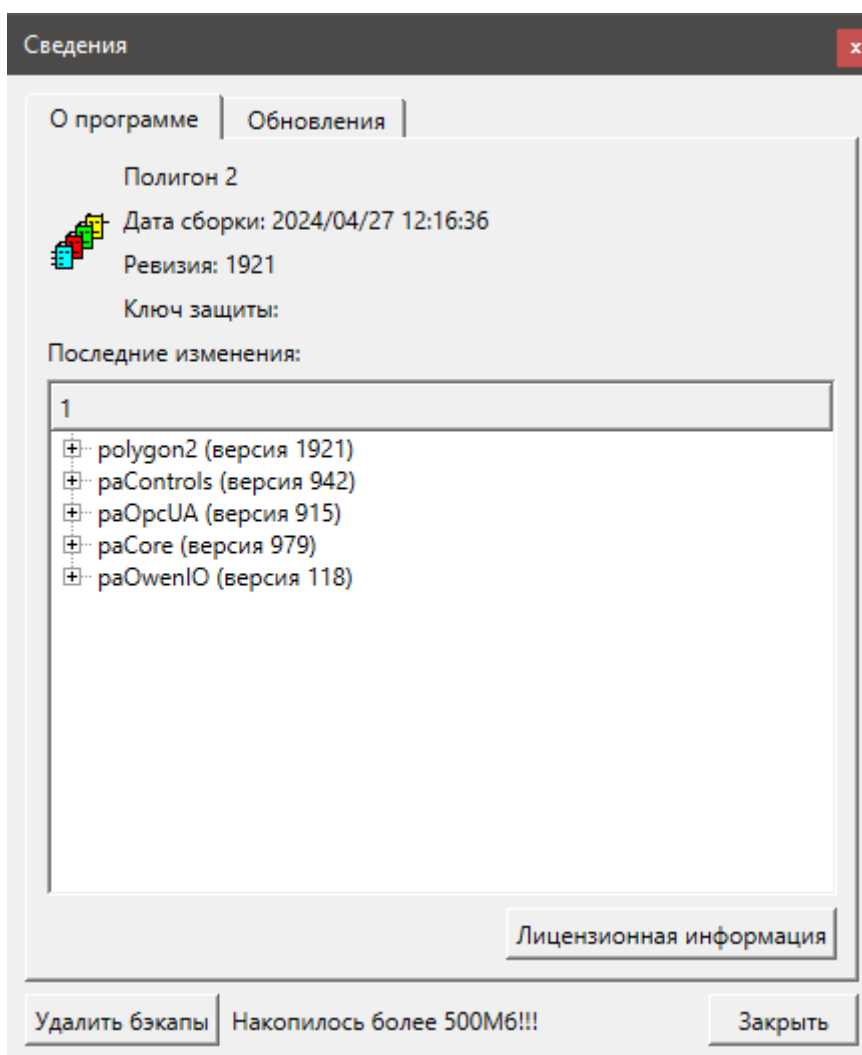 Сведения
x
О программе Обновления
Полигон 2
Дата сборки: 2024/04/27 12:16:36
Ревизия: 1921
Ключ защиты:
Последние изменения:
1
polygon2 (версия 1921)
paControls (версия 942)
paOpcUA (версия 915)
paCore (версия 979)
paOwenIO (версия 118)
Лицензионная информация
Удалить бэкапы Накопилось более 500Мб!!! Закрыть